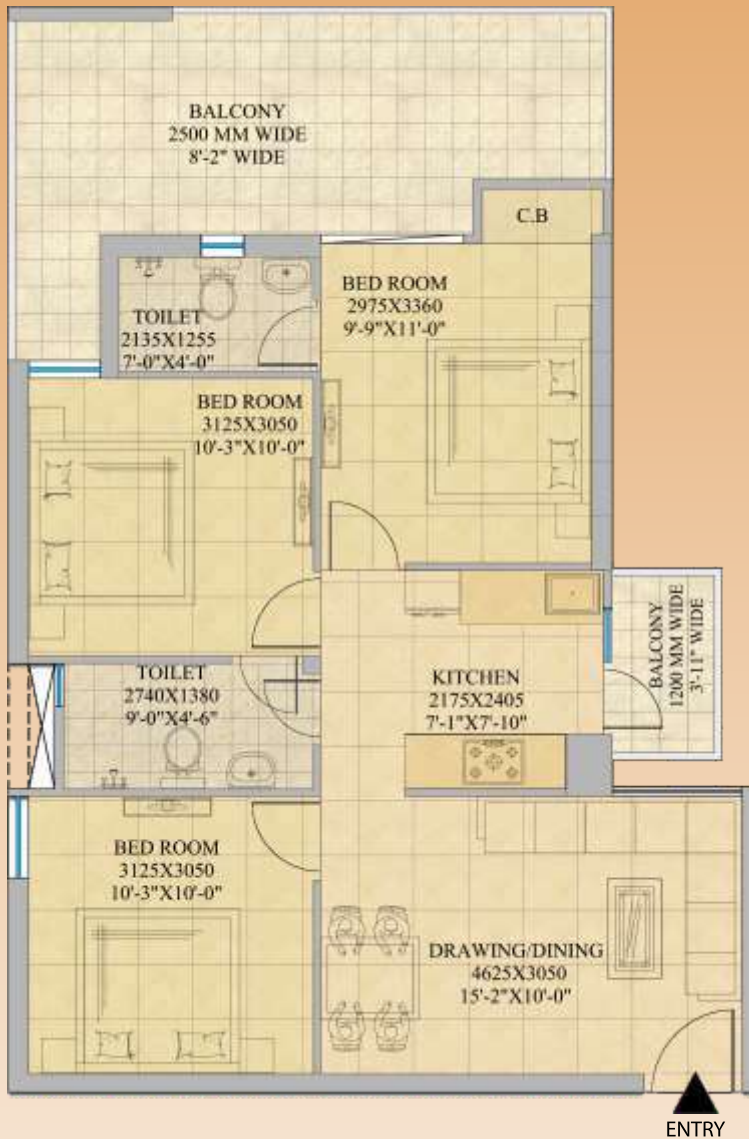 BALCONY
2500 MM WIDE
8'-2" WIDE
C.B
BED ROOM
2975X3360
9'-9"X11'-0"
TOILET
2135X1255
7'-0"X4'-0"
BED ROOM
3125X3050
10'-3"X10'-0"
BALCONY
1200 MM WIDE
3'-11" WIDE
TOILET
2740X1380
9'-0"X4'-6"
KITCHEN
2175X2405
7'-1"X7'-10"
BED ROOM
3125X3050
10'-3"X10'-0"
DRAWING/DINING
4625X3050
15'-2"X10'-0"
ENTRY